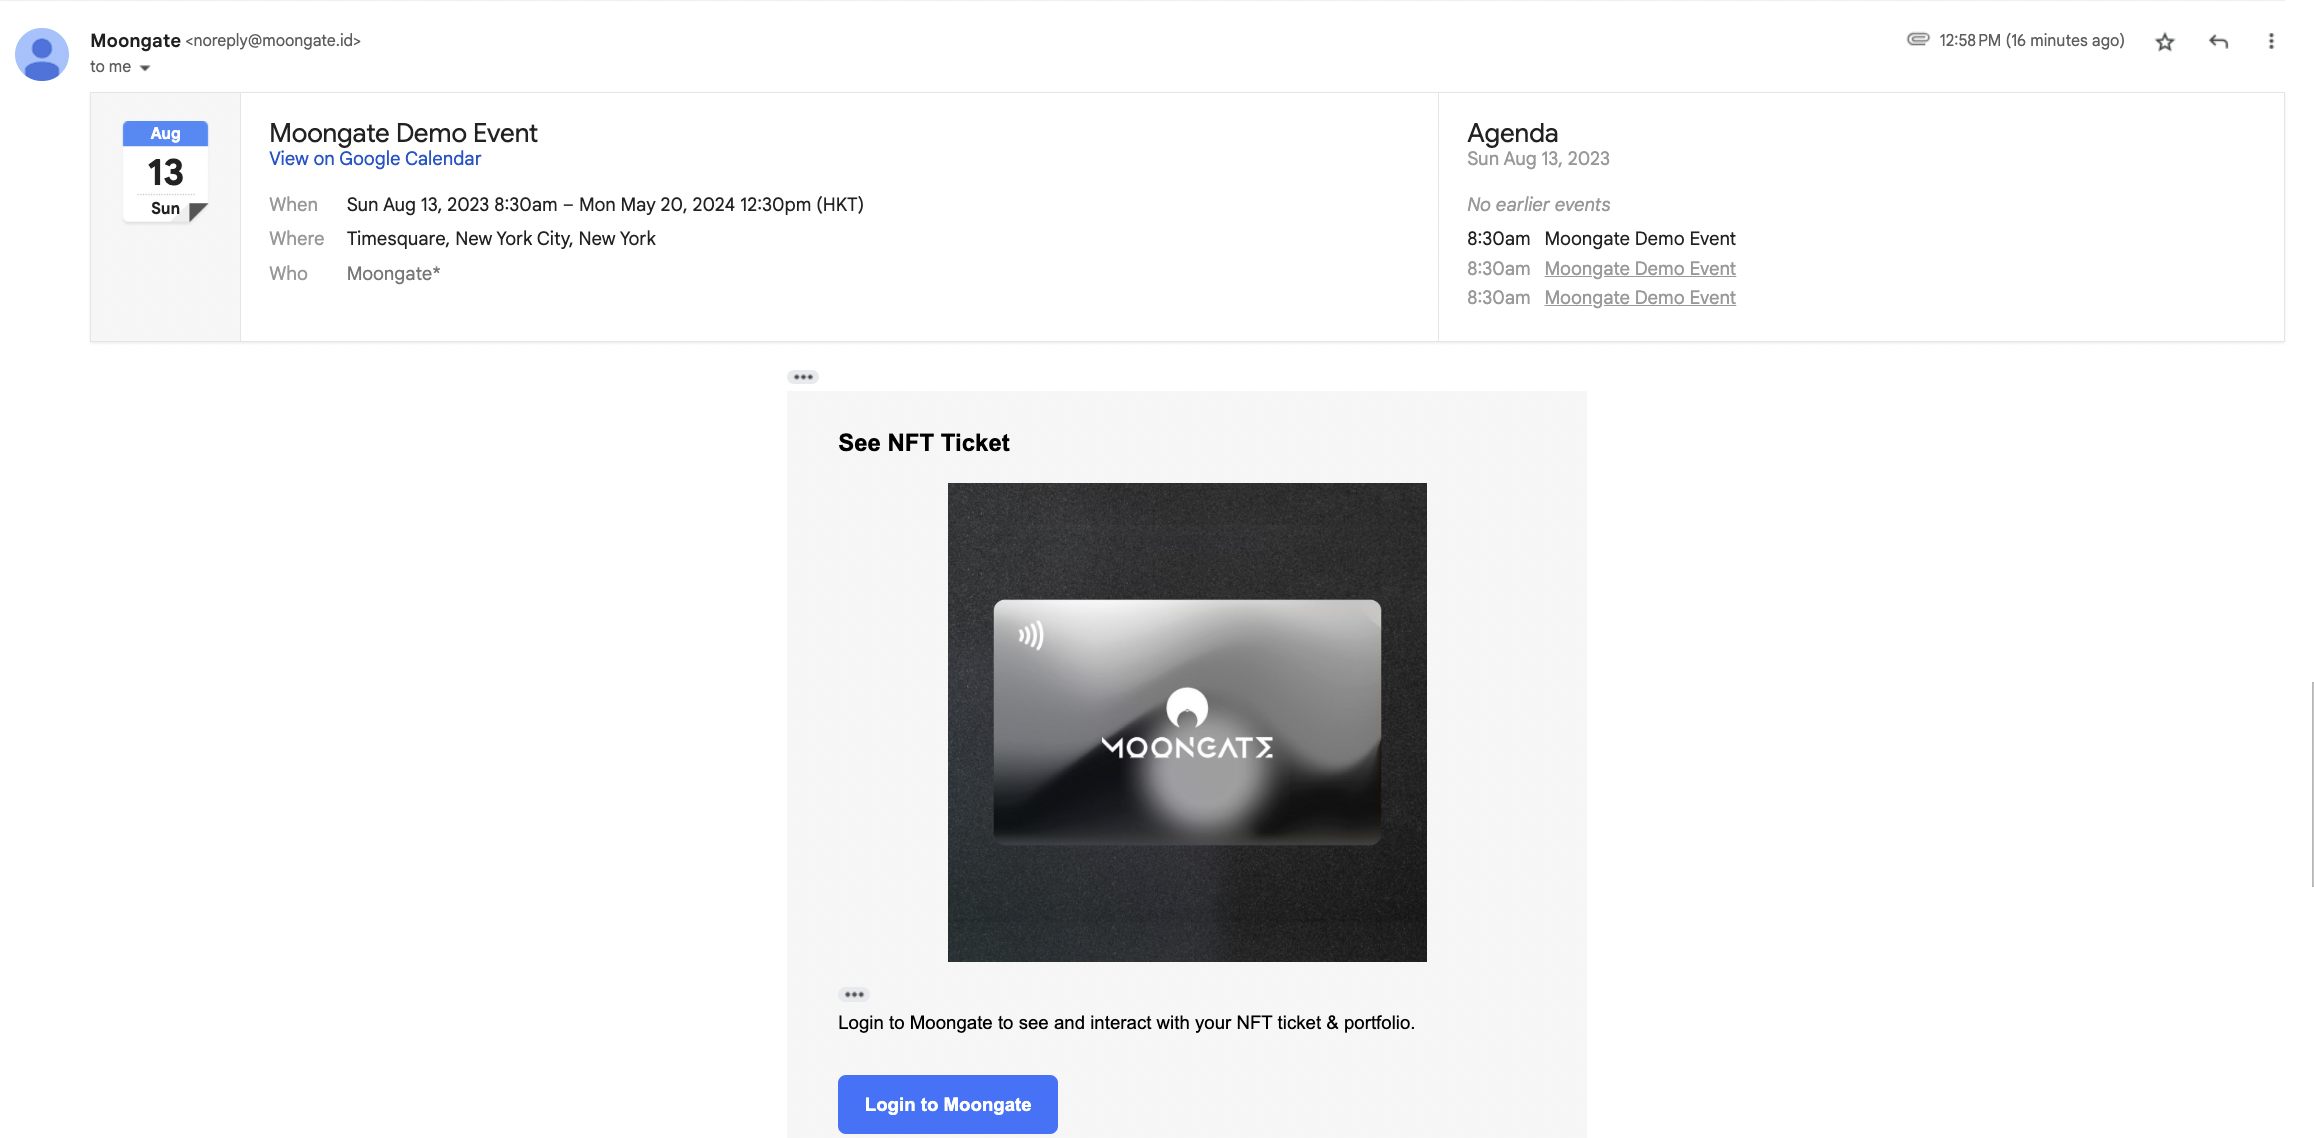 Moongate <noreply@moongate.id>
12:58 PM (16 minutes ago)
to me
Aug
13
Sun
Moongate Demo Event
View on Google Calendar
When Sun Aug 13, 2023 8:30am – Mon May 20, 2024 12:30pm (HKT)
Where Timesquare, New York City, New York
Who Moongate*
Agenda
Sun Aug 13, 2023
No earlier events
8:30am Moongate Demo Event
8:30am Moongate Demo Event
8:30am Moongate Demo Event
See NFT Ticket
MOONGATE
Login to Moongate to see and interact with your NFT ticket & portfolio.
Login to Moongate